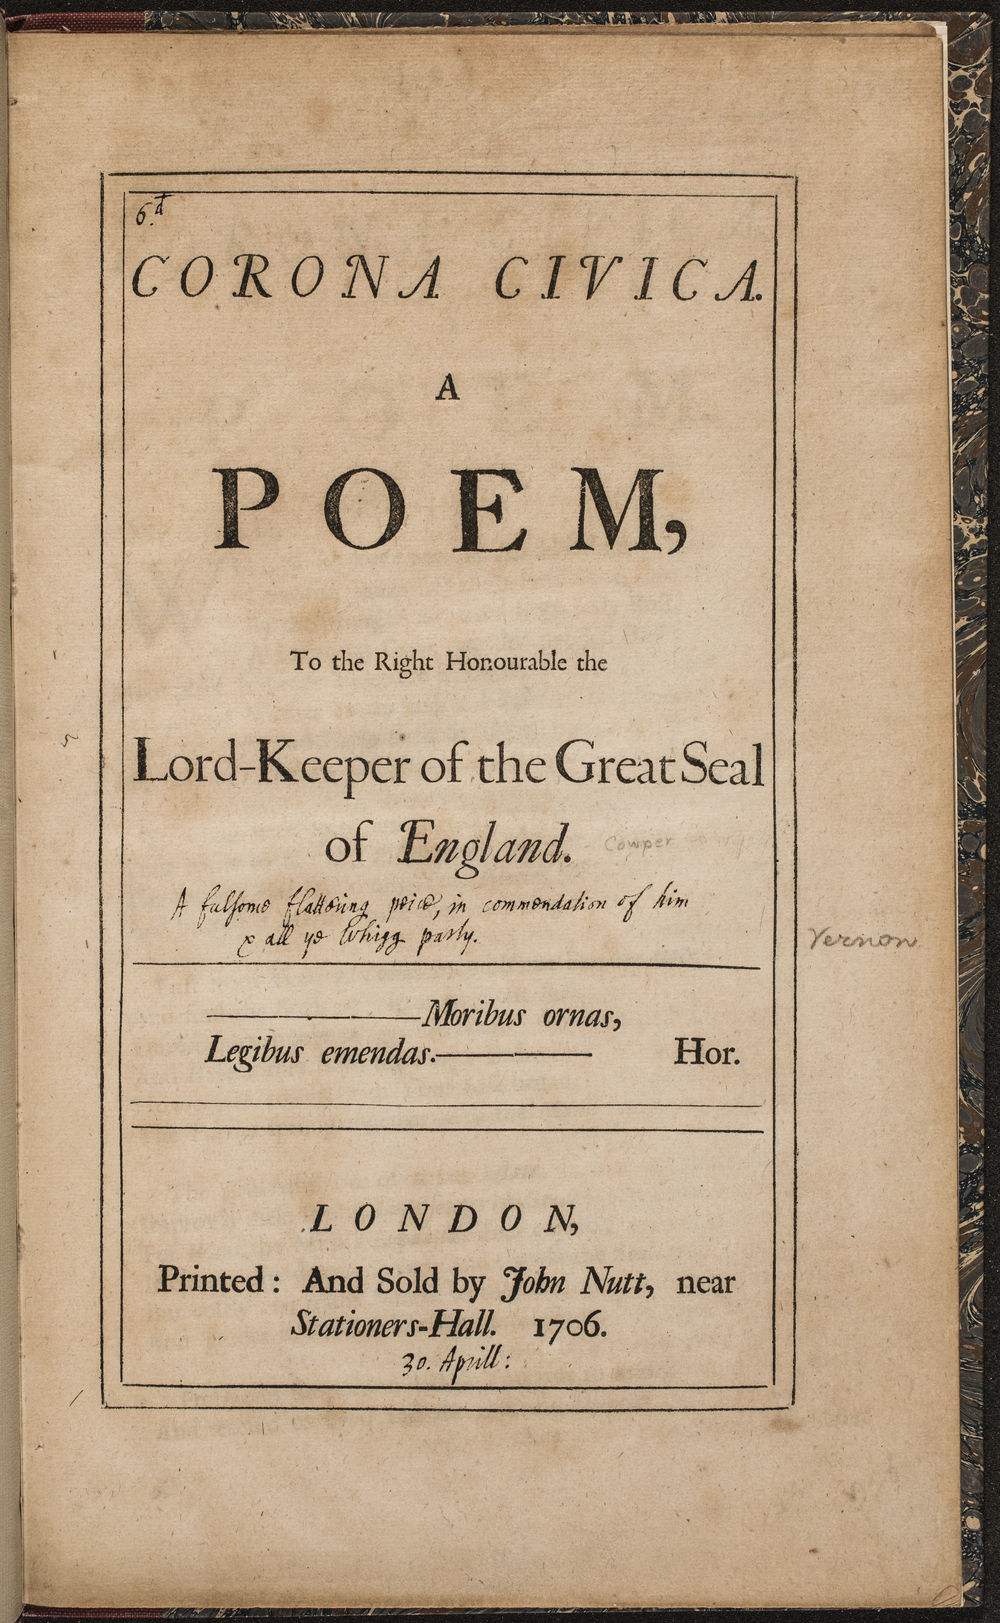 6.d
CORONA CIVICA.
A
POEM,
To the Right Honourable the
Lord-Keeper of the Great Seal
of England.
Cowper
A fulsome flattering peice, in commendation of him
& all ye Whigg party.
Vernon
Moribus ornas,
Legibus emendas. Hor.
LONDON,
Printed: And Sold by John Nutt, near
Stationers-Hall. 1706.
30. Aprill: